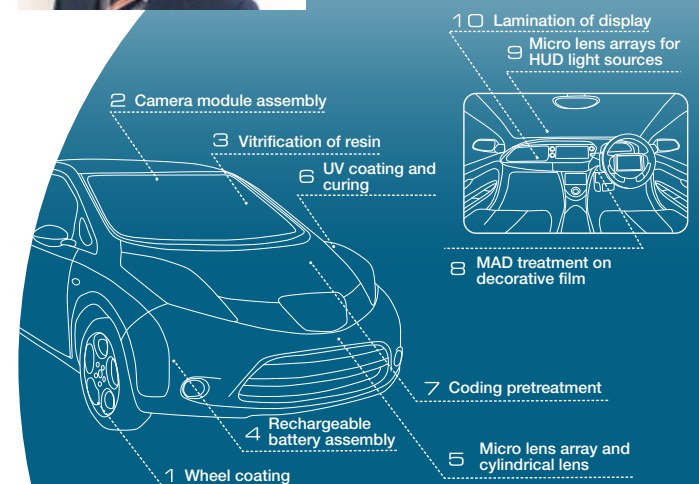 10 Lamination of display
9 Micro lens arrays for
HUD light sources
2 Camera module assembly
3 Vitrification of resin
6 UV coating and
curing
8 MAD treatment on
decorative film
7 Coding pretreatment
4 Rechargeable
battery assembly
5 Micro lens array and
cylindrical lens
1 Wheel coating